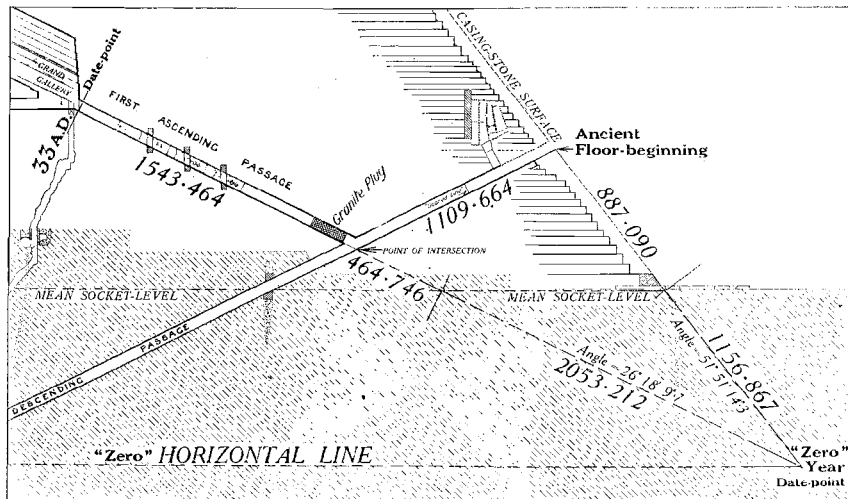 CASING-STONE SURFACE
GRAND
GALLERY
Date-point
33 A.D.
FIRST ASCENDING PASSAGE
1543·464
Granite Plug
Ancient
Floor-beginning
1109·664
887·090
POINT OF INTERSECTION
464·746
MEAN SOCKET-LEVEL
MEAN SOCKET-LEVEL
DESCENDING PASSAGE
Angle = 26° 18′ 9″·7
2053·212
1156·867
Angle = 51° 51′ 14″·3
"Zero" HORIZONTAL LINE
"Zero"
Year
Date-point